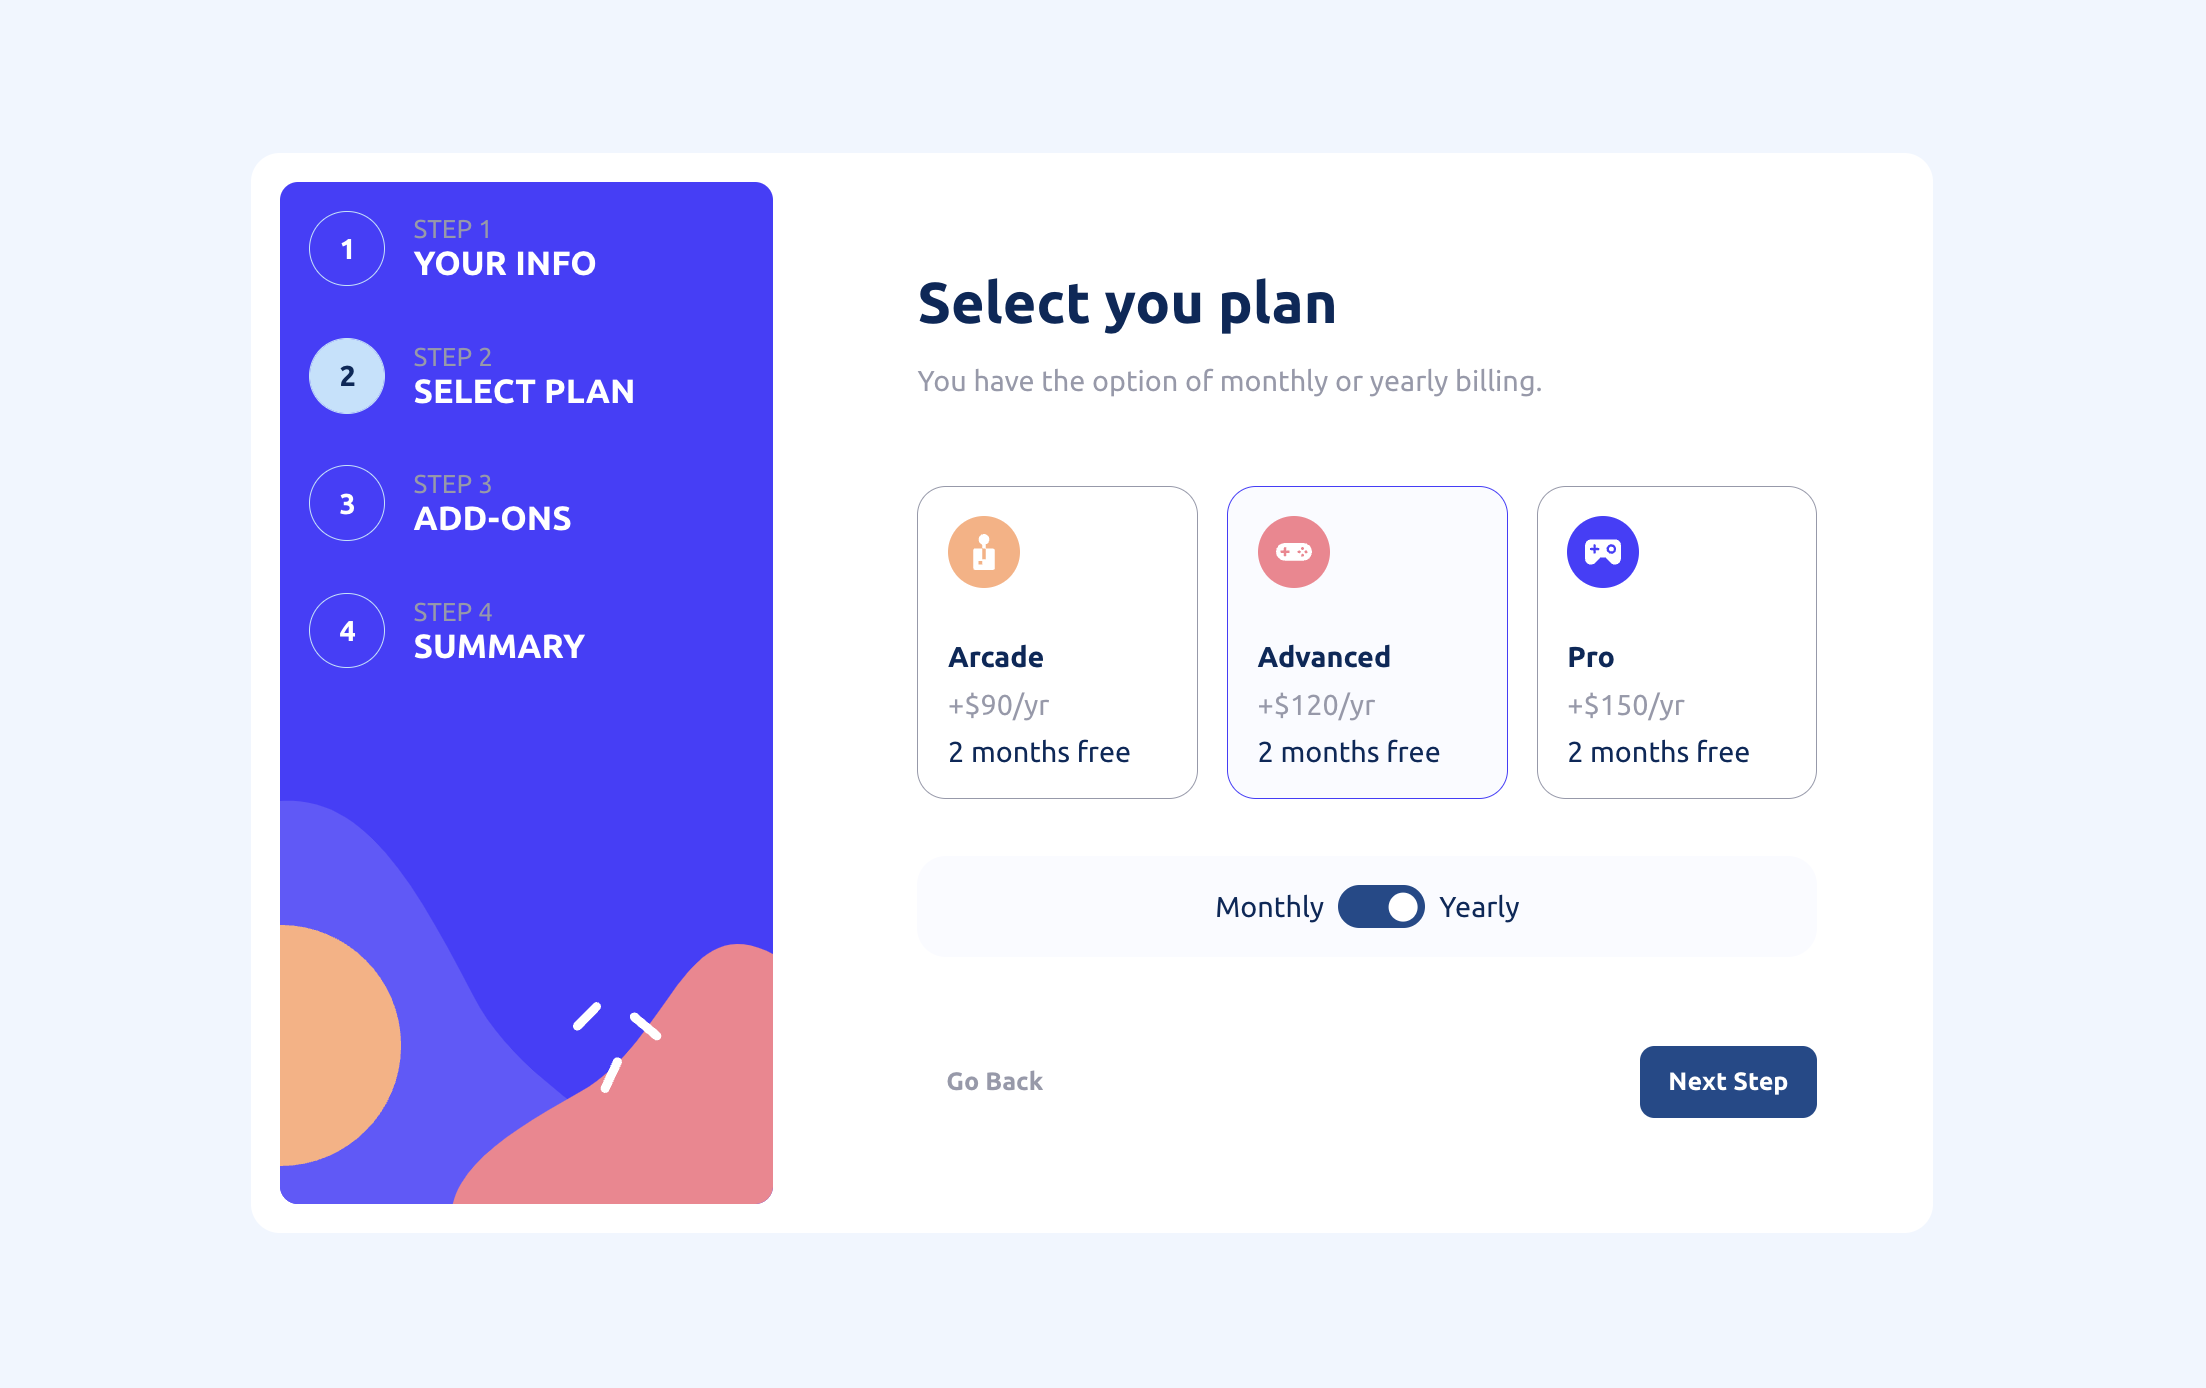 1
STEP 1
YOUR INFO
2
STEP 2
SELECT PLAN
3
STEP 3
ADD-ONS
4
STEP 4
SUMMARY
Select you plan
You have the option of monthly or yearly billing.
Arcade
+$90/yr
2 months free
Advanced
+$120/yr
2 months free
Pro
+$150/yr
2 months free
Monthly Yearly
Go Back
Next Step